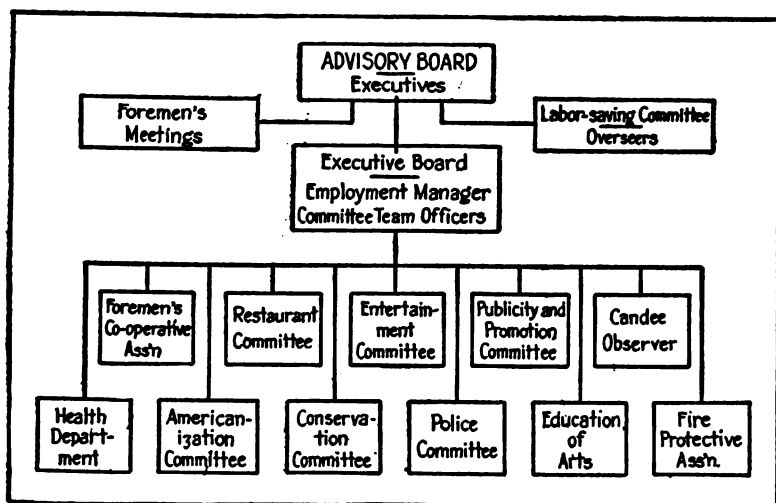 ADVISORY BOARD
Executives
Foremen's
Meetings
Labor-saving Committee
Overseers
Executive Board
Employment Manager
Committee Team Officers
Foremen's
Co-operative
Ass'n
Restaurant
Committee
Entertain-
ment
Committee
Publicity and
Promotion
Committee
Candee
Observer
Health
Depart-
ment
American-
ization
Committee
Conserva-
tion
Committee
Police
Committee
Education
of
Arts
Fire
Protective
Ass'n.